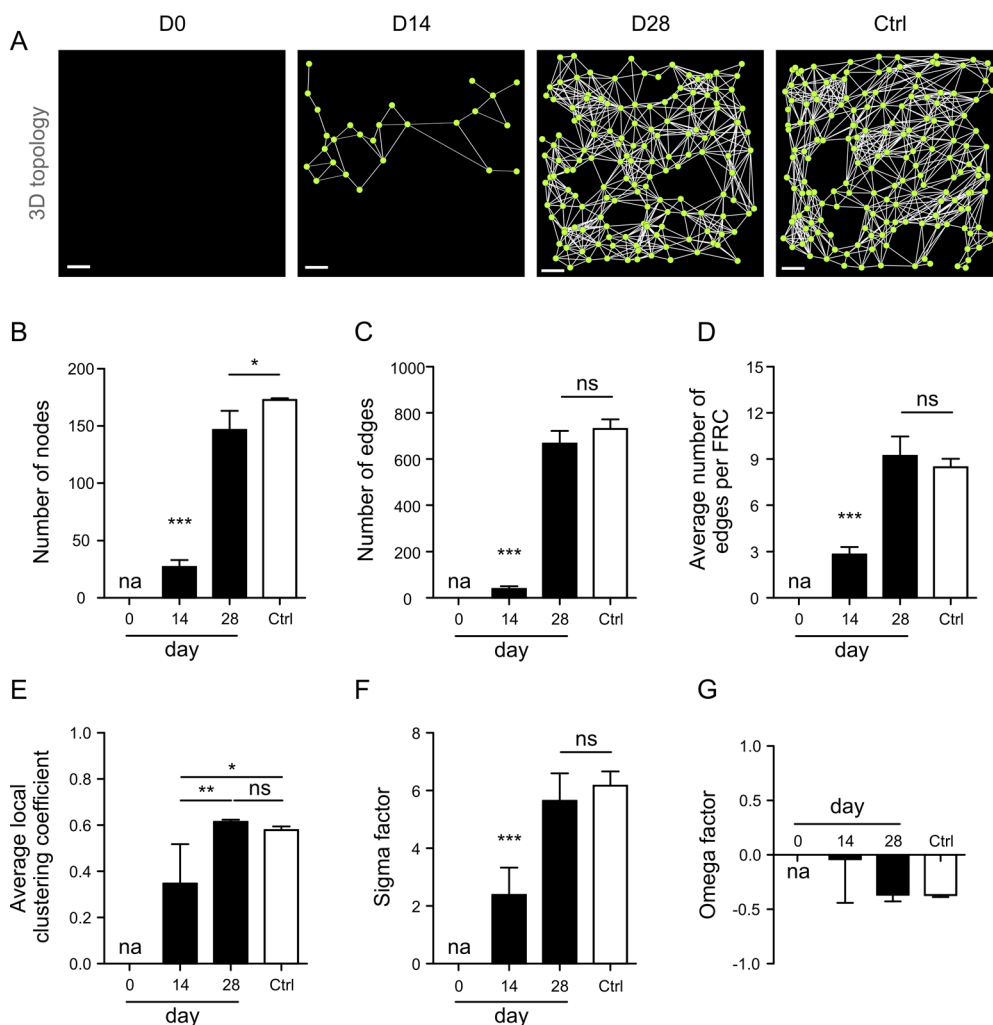 D0 D14 D28 Ctrl
A
3D topology
B
Number of nodes
200
150
100
50
0
na
***
*
0 14 28 Ctrl
day
C
Number of edges
1000
800
600
400
200
0
na
***
ns
0 14 28 Ctrl
day
D
Average number of
edges per FRC
15
12
9
6
3
0
na
***
ns
0 14 28 Ctrl
day
E
Average local
clustering coefficient
1.0
0.8
0.6
0.4
0.2
0.0
na
*
** ns
0 14 28 Ctrl
day
F
Sigma factor
8
6
4
2
0
na
***
ns
0 14 28 Ctrl
day
G
Omega factor
1.0
0.5
0.0
-0.5
-1.0
day
0 14 28 Ctrl
na